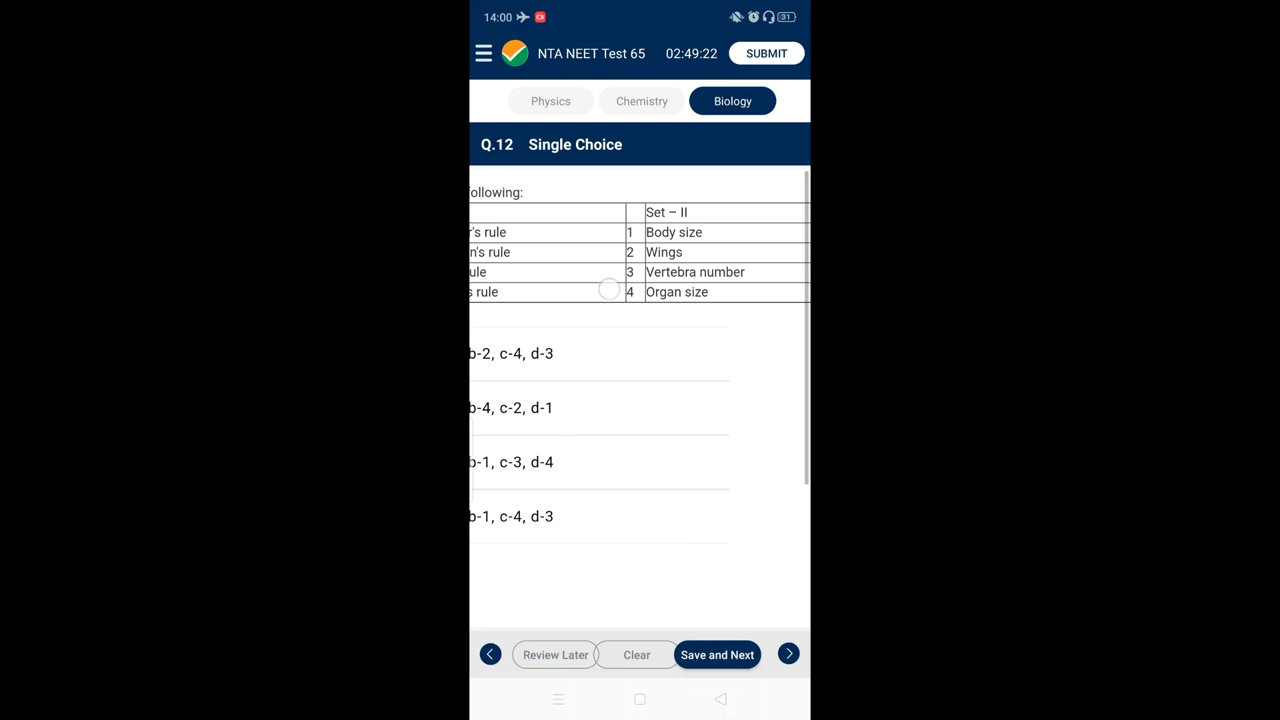 14:00
31
NTA NEET Test 65 02:49:22 SUBMIT
Physics Chemistry Biology
Q.12 Single Choice
following:
Set – II
r's rule 1 Body size
n's rule 2 Wings
ule 3 Vertebra number
s rule 4 Organ size
b-2, c-4, d-3
b-4, c-2, d-1
b-1, c-3, d-4
b-1, c-4, d-3
Review Later Clear Save and Next